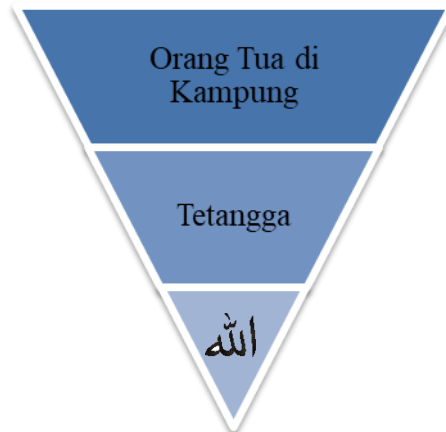 Orang Tua di
Kampung
Tetangga
الله